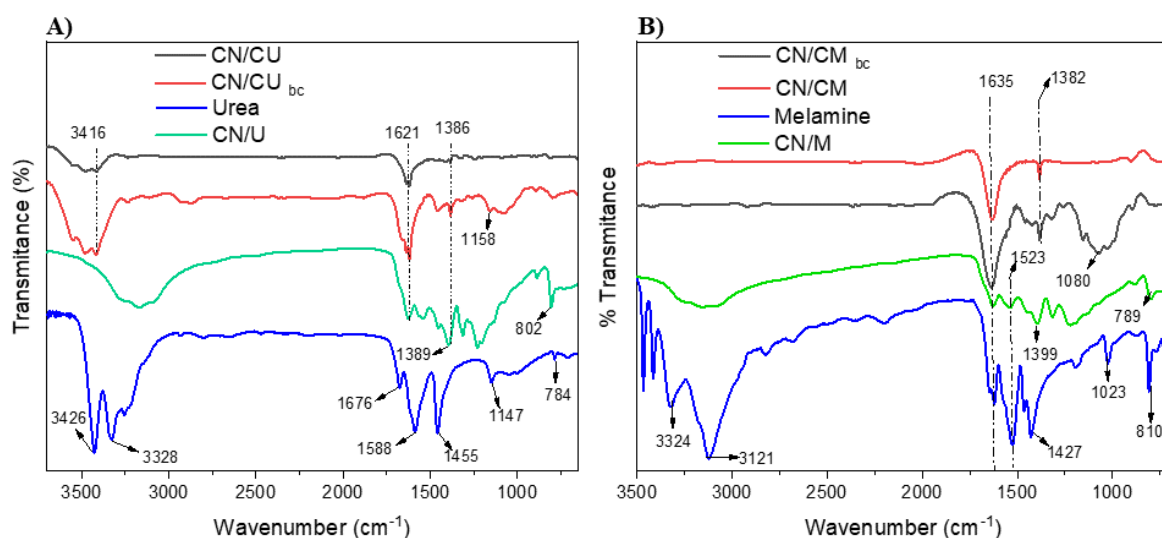 A)
CN/CU
CN/CU bc
Urea
CN/U
3416
1621
1386
1158
802
1389
1676
1147
784
3426
3328
1588
1455
Transmitance (%)
3500 3000 2500 2000 1500 1000
Wavenumber (cm-1)
B)
CN/CM bc
CN/CM
Melamine
CN/M
1635
1382
1523
1080
789
1399
1023
3324
3121
1427
810
% Transmitance
3500 3000 2500 2000 1500 1000
Wavenumber (cm-1)